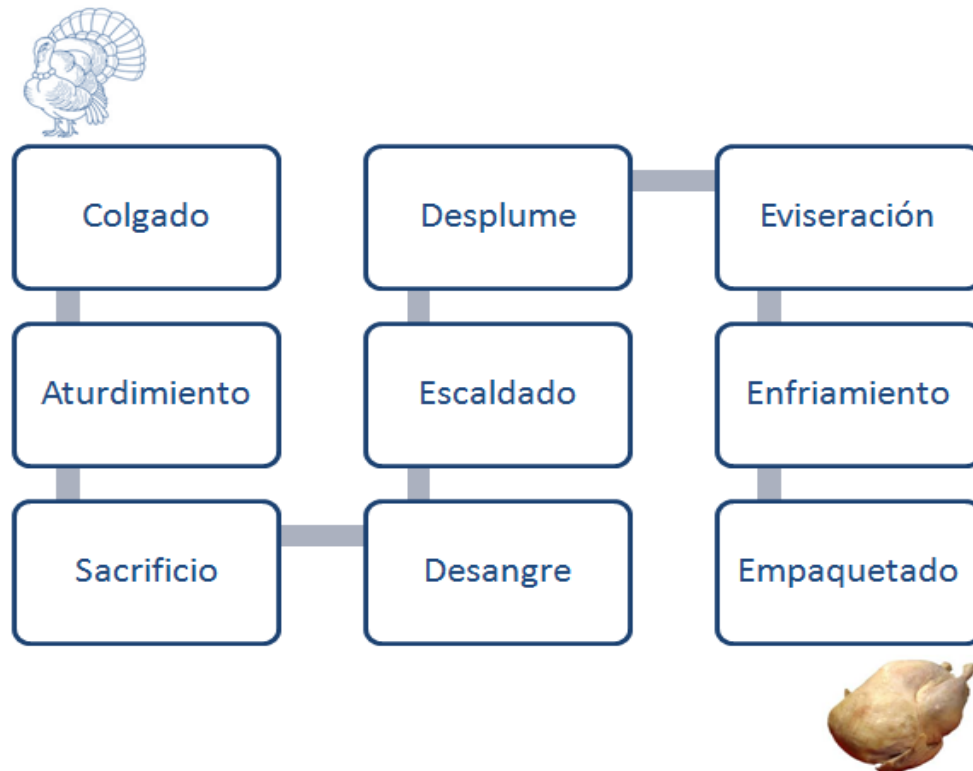 Colgado
Aturdimiento
Sacrificio
Desangre
Escaldado
Desplume
Eviseración
Enfriamiento
Empaquetado